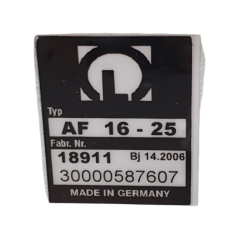 Typ
AF 16 - 25
Fabr. Nr.
18911 Bj 14.2006
30000587607
MADE IN GERMANY